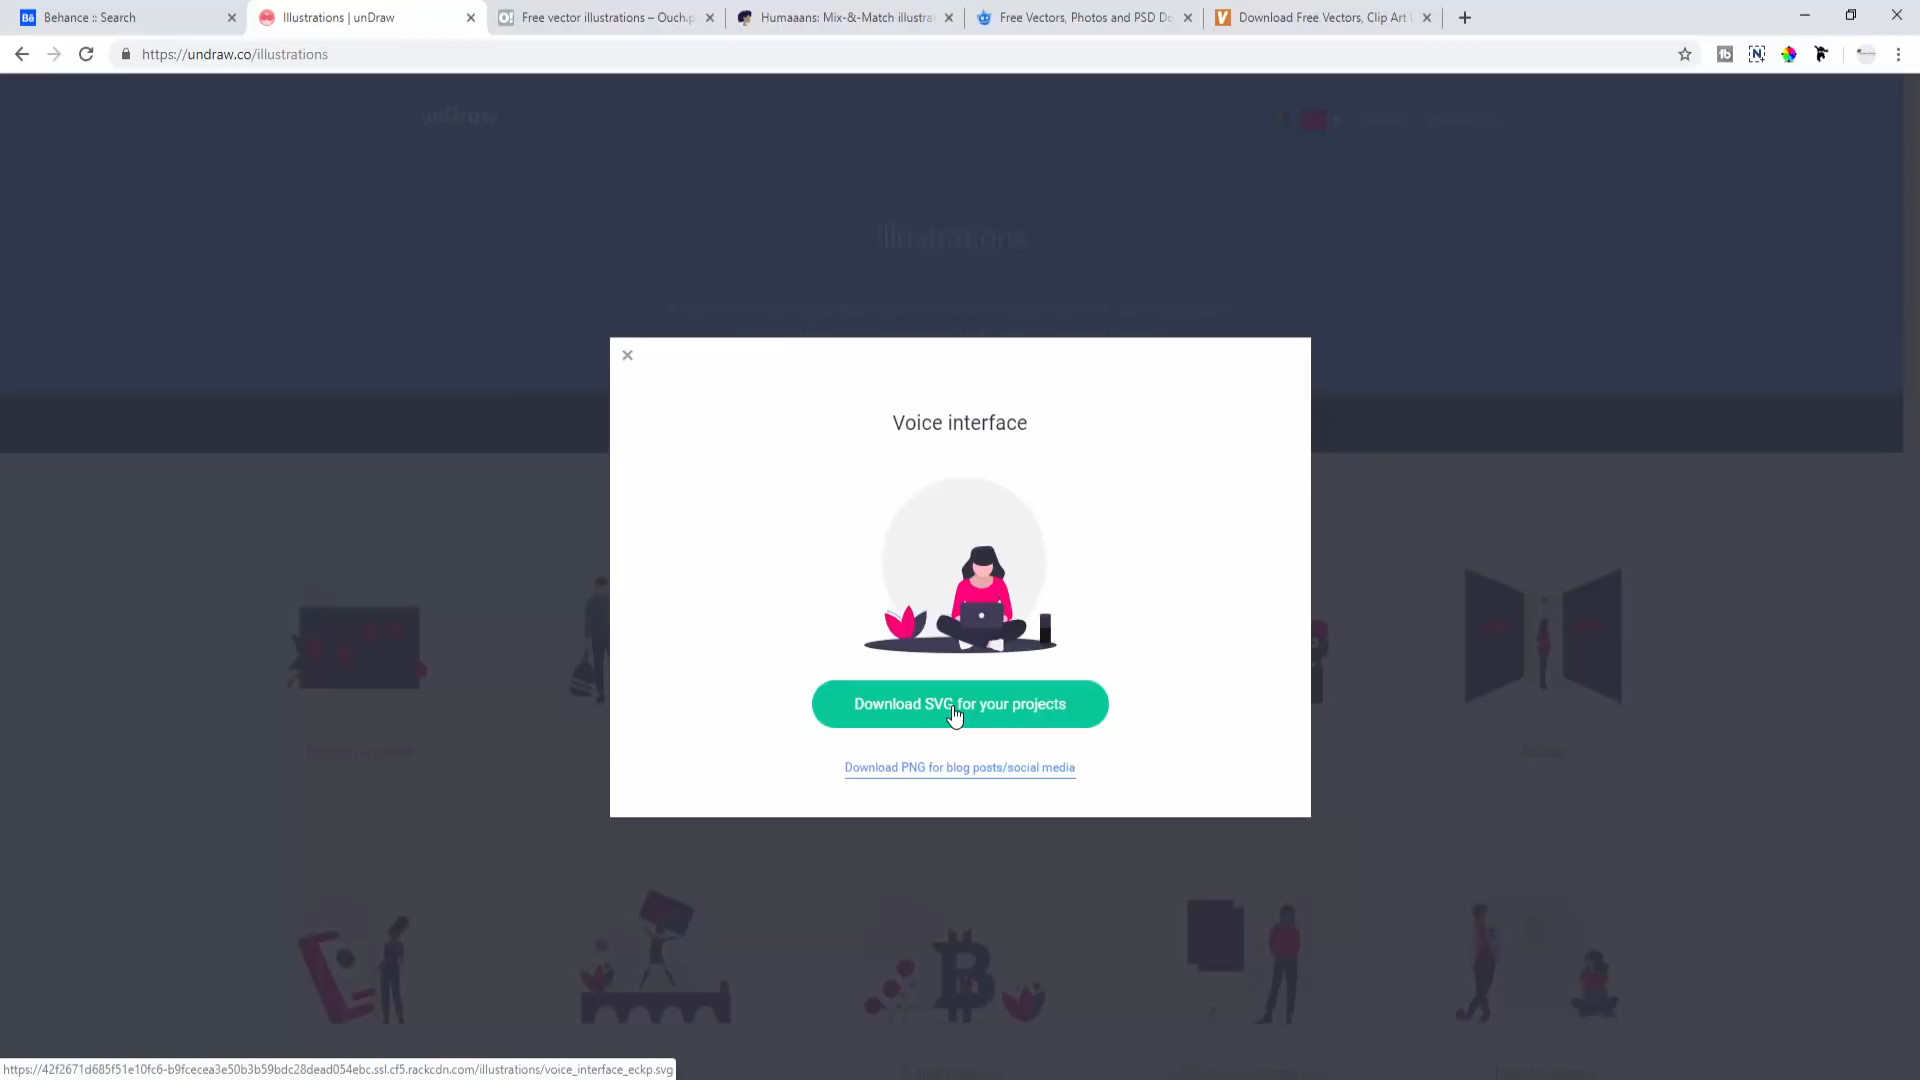 Behance :: Search
Illustrations | unDraw
Free vector illustrations – Ouch.p
Humaaans: Mix-&-Match illustra
Free Vectors, Photos and PSD Do
Download Free Vectors, Clip Art
https://undraw.co/illustrations
unDraw
Illustrations
Voice interface
Download SVG for your projects
Download PNG for blog posts/social media
https://42f2671d685f51e10fc6-b9fcecea3e50b3b59bdc28dead054ebc.ssl.cf5.rackcdn.com/illustrations/voice_interface_eckp.svg